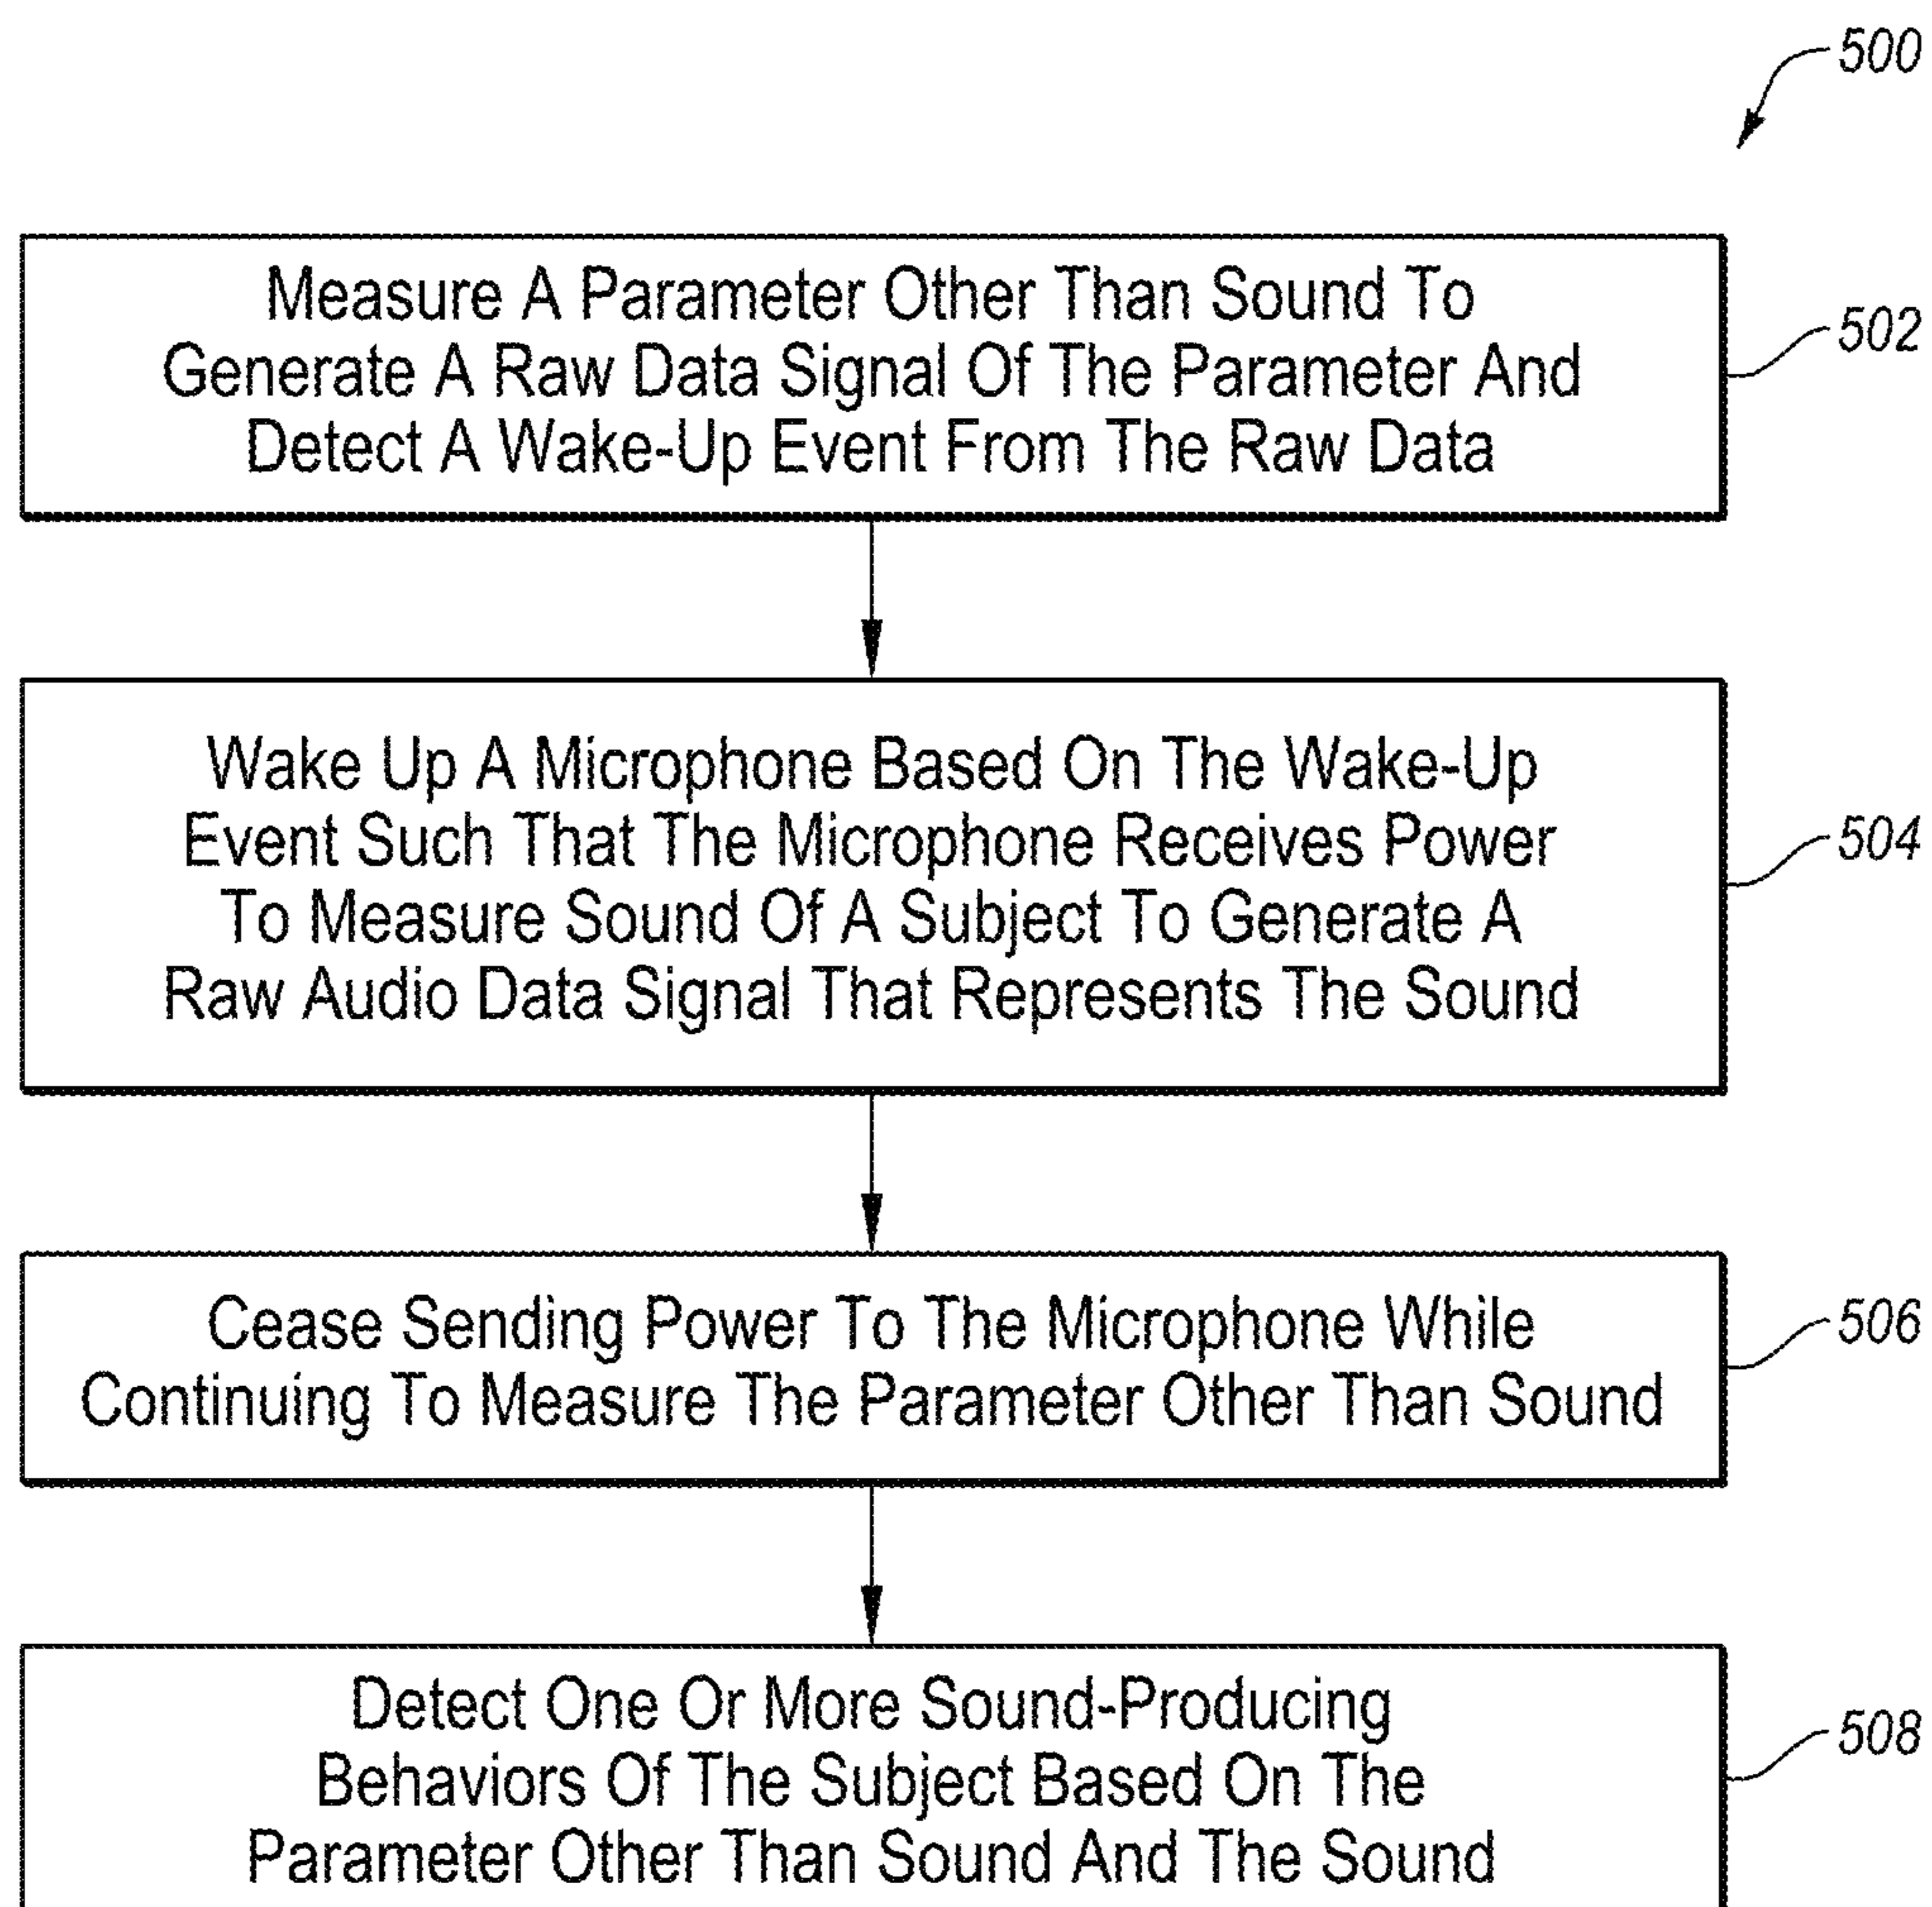 500
Measure A Parameter Other Than Sound To
Generate A Raw Data Signal Of The Parameter And
Detect A Wake-Up Event From The Raw Data
502
Wake Up A Microphone Based On The Wake-Up
Event Such That The Microphone Receives Power
To Measure Sound Of A Subject To Generate A
Raw Audio Data Signal That Represents The Sound
504
Cease Sending Power To The Microphone While
Continuing To Measure The Parameter Other Than Sound
506
Detect One Or More Sound-Producing
Behaviors Of The Subject Based On The
Parameter Other Than Sound And The Sound
508